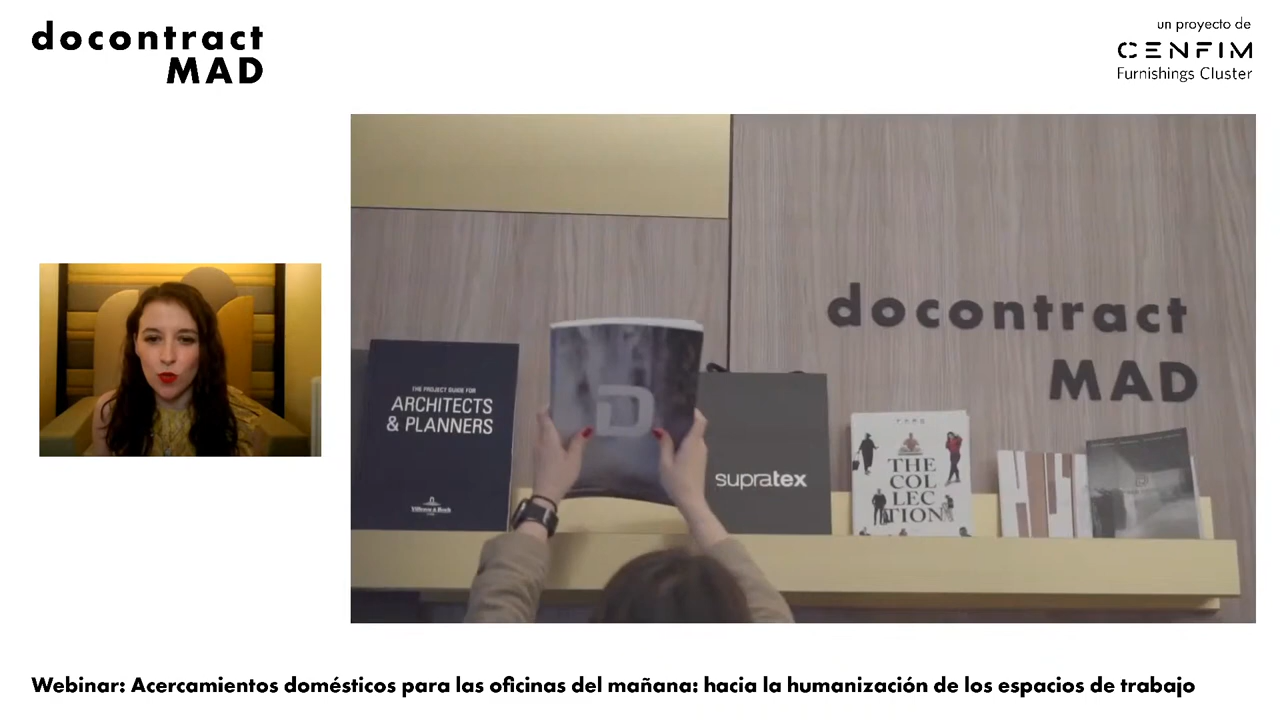 docontract
MAD
un proyecto de
CENFIM
Furnishings Cluster
THE PROJECT GUIDE FOR
ARCHITECTS
& PLANNERS
Villeroy & Boch
D
supratex
THE
COL
LEC
TION
docontract
MAD
Webinar: Acercamientos domésticos para las oficinas del mañana: hacia la humanización de los espacios de trabajo